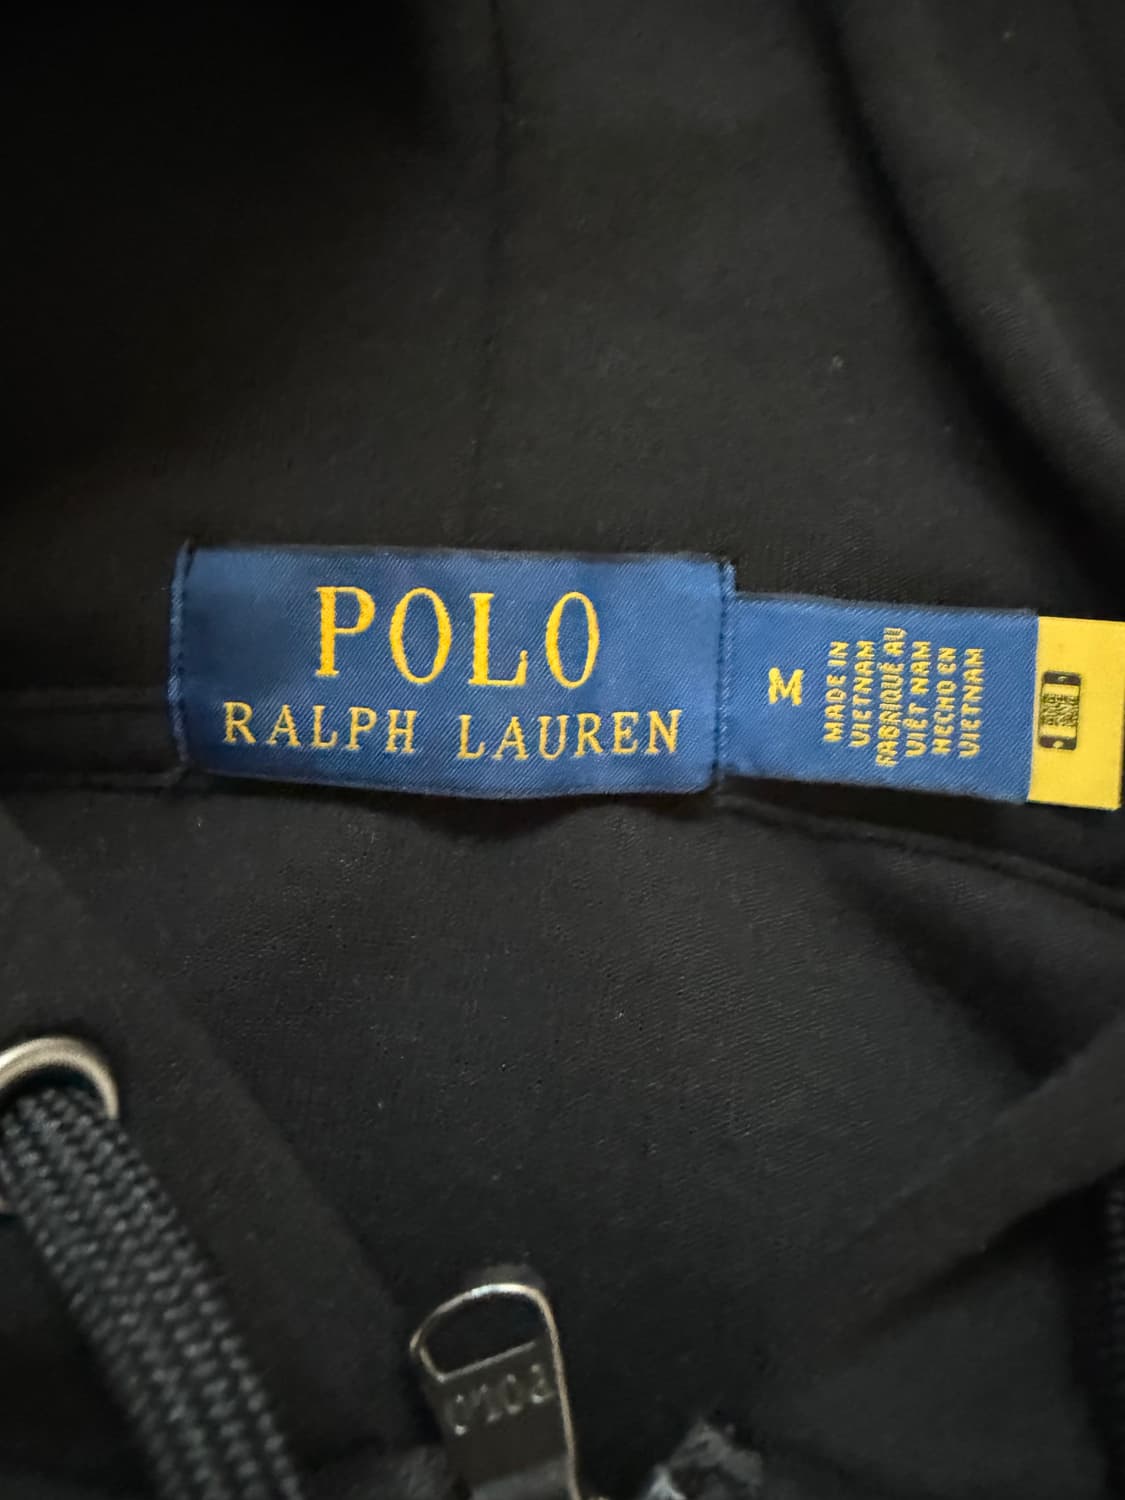 POLO
RALPH LAUREN
M
MADE IN
VIETNAM
FABRIQUÉ AU
VIÊT NAM
HECHO EN
VIETNAM
POLO